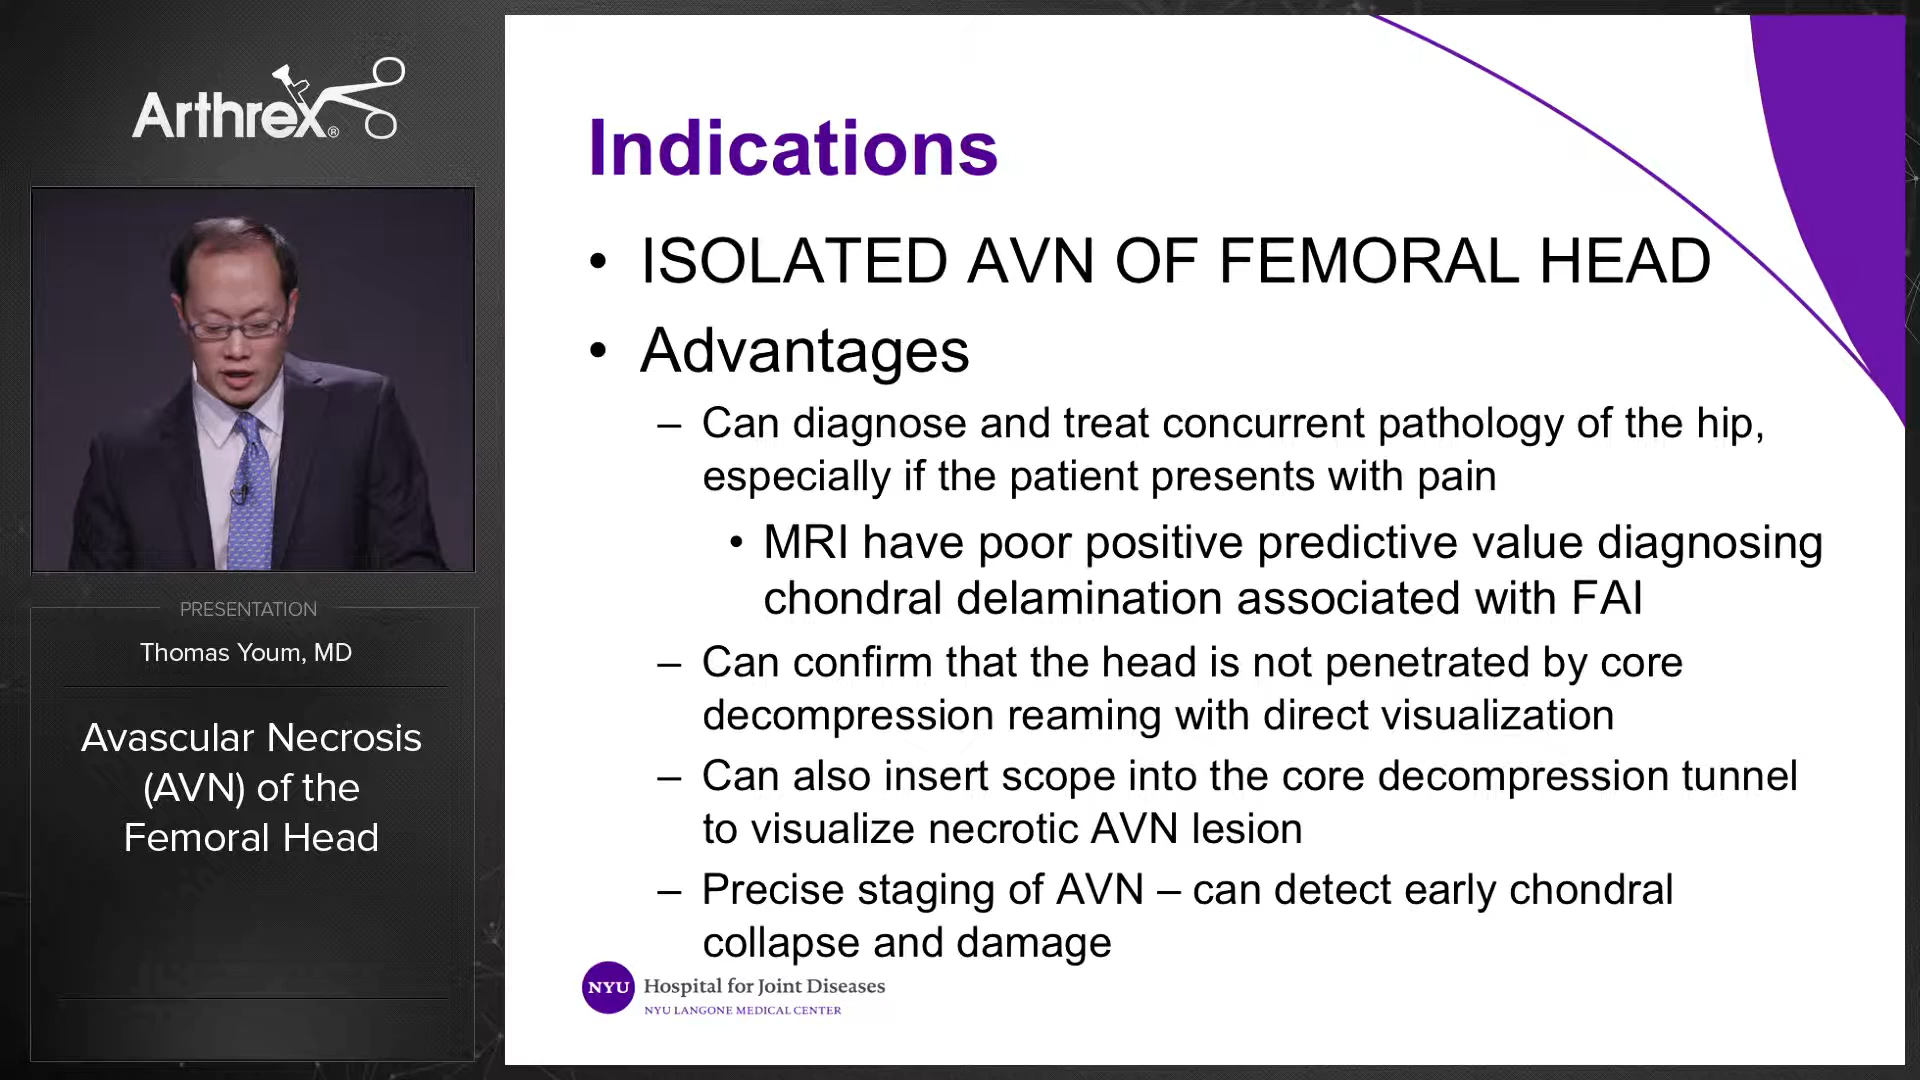 Arthrex®
PRESENTATION
Thomas Youm, MD
Avascular Necrosis
(AVN) of the
Femoral Head
Indications
• ISOLATED AVN OF FEMORAL HEAD
• Advantages
– Can diagnose and treat concurrent pathology of the hip,
especially if the patient presents with pain
• MRI have poor positive predictive value diagnosing
chondral delamination associated with FAI
– Can confirm that the head is not penetrated by core
decompression reaming with direct visualization
– Can also insert scope into the core decompression tunnel
to visualize necrotic AVN lesion
– Precise staging of AVN – can detect early chondral
collapse and damage
NYU Hospital for Joint Diseases
NYU LANGONE MEDICAL CENTER